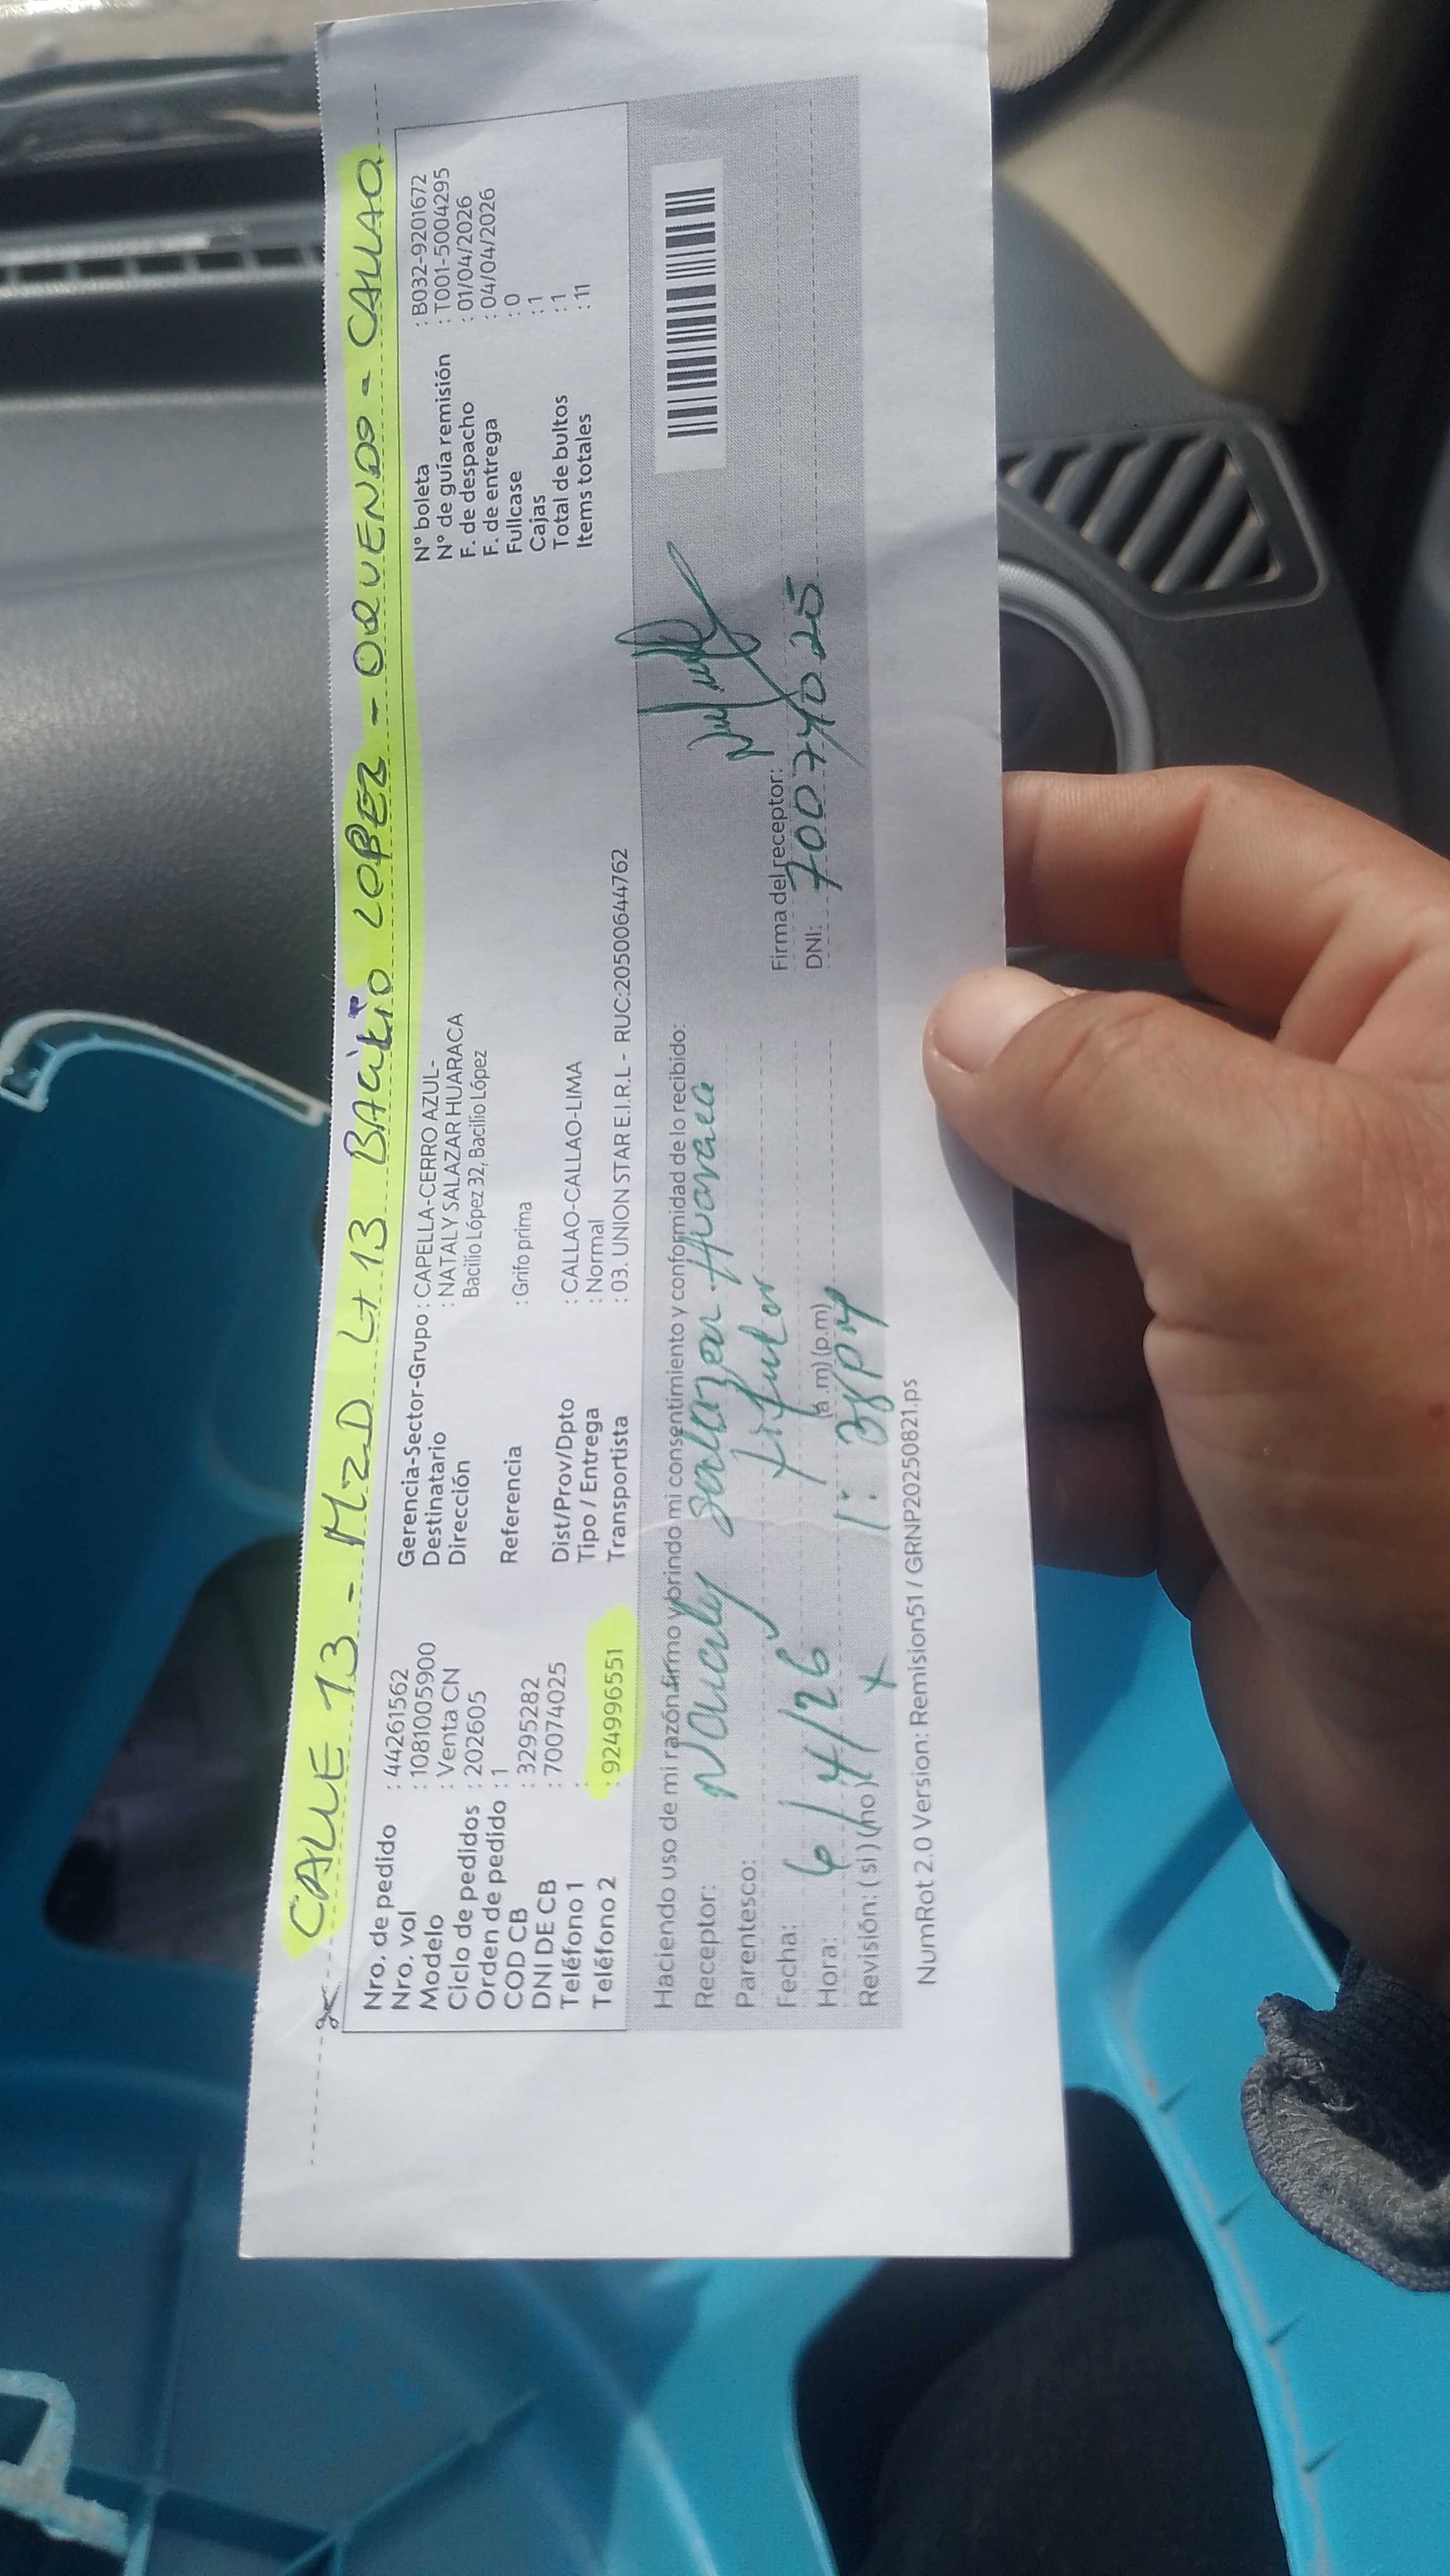 CALLE 13 - MZD Lt 13 BACILIO LOPEZ - OQUENDO - CALLAO
Nro. de pedido : 44261562
Nro. vol : 1081005900
Modelo : Venta CN
Ciclo de pedidos : 202605
Orden de pedido : 1
COD CB : 3295282
DNI DE CB : 70074025
Teléfono 1 :
Teléfono 2 : 924996551
Gerencia-Sector-Grupo : CAPELLA-CERRO AZUL-
Destinatario : NATALY SALAZAR HUARACA
Dirección Bacilio López 32, Bacilio López
Referencia : Grifo prima
Dist/Prov/Dpto : CALLAO-CALLAO-LIMA
Tipo / Entrega : Normal
Transportista : 03. UNION STAR E.I.R.L - RUC:20500644762
N° boleta : B032-9201672
N° de guía remisión : T001-5004295
F. de despacho : 01/04/2026
F. de entrega : 04/04/2026
Fullcase : 0
Cajas : 1
Total de bultos : 1
Items totales : 11
Haciendo uso de mi razón firmo y brindo mi consentimiento y conformidad de lo recibido:
Receptor: Nataly Salazar Huaraca
Parentesco: Titular
Fecha: 6/4/26
Hora: (a.m) (p.m)
Revisión: ( si ) (no) x
Firma del receptor:
DNI: 70074025
NumRot 2.0 Version: Remision51 / GRNP20250821.ps